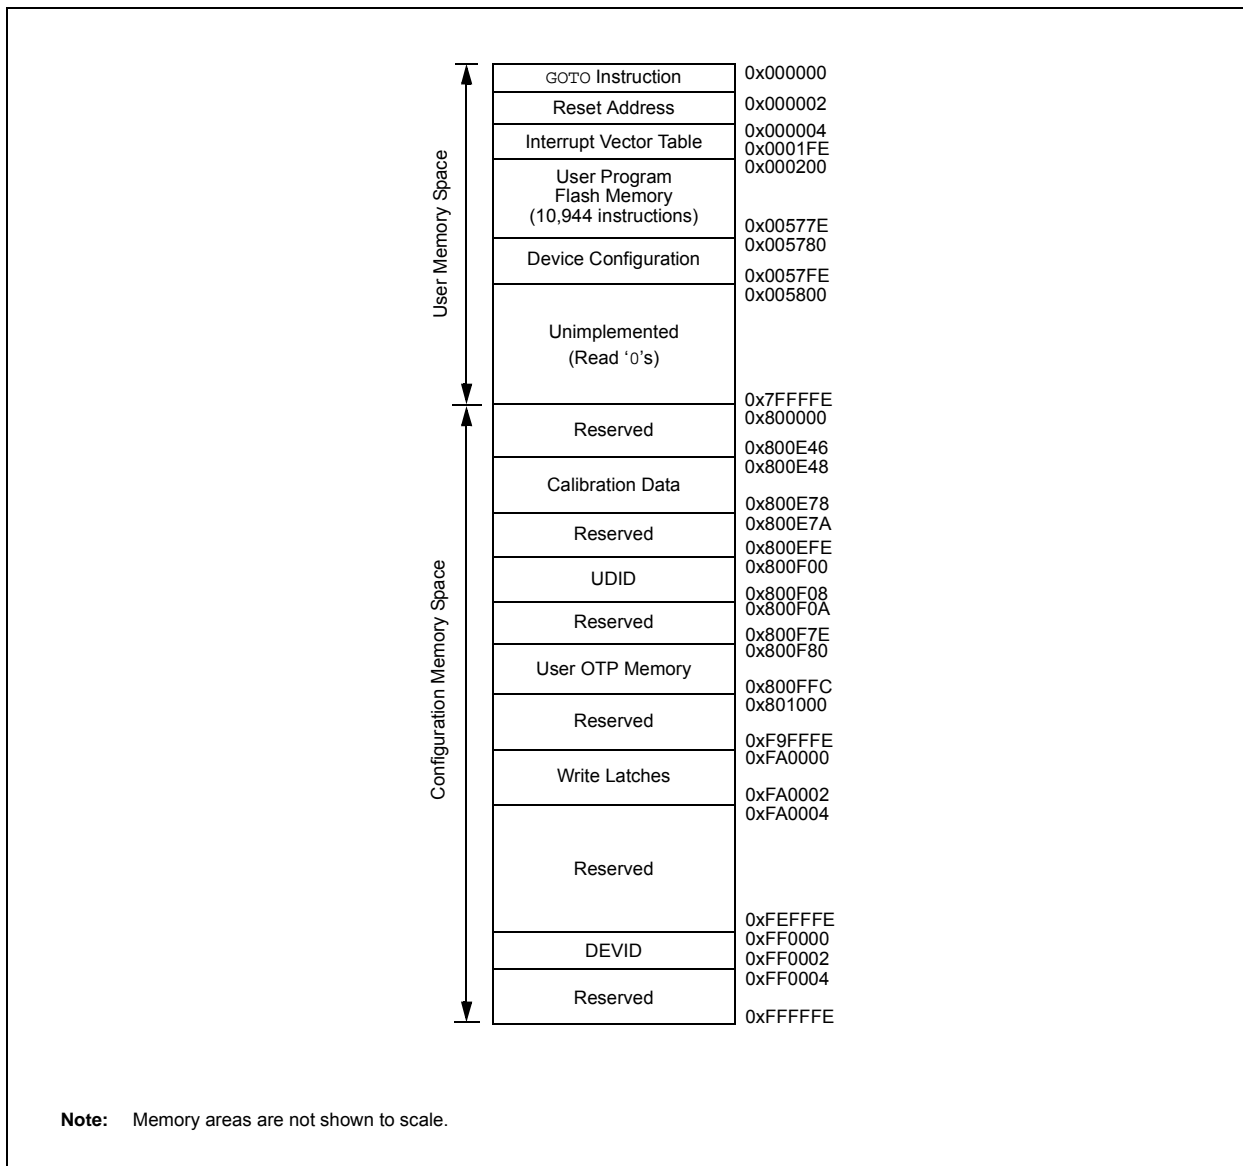 User Memory Space
GOTO Instruction
0x000000
Reset Address
0x000002
Interrupt Vector Table
0x000004
0x0001FE
User Program
Flash Memory
(10,944 instructions)
0x000200
0x00577E
Device Configuration
0x005780
0x0057FE
Unimplemented
(Read ‘0’s)
0x005800
0x7FFFFE
Configuration Memory Space
Reserved
0x800000
0x800E46
Calibration Data
0x800E48
0x800E78
Reserved
0x800E7A
0x800EFE
UDID
0x800F00
0x800F08
Reserved
0x800F0A
0x800F7E
User OTP Memory
0x800F80
0x800FFC
Reserved
0x801000
0xF9FFFE
Write Latches
0xFA0000
0xFA0002
Reserved
0xFA0004
0xFEFFFE
DEVID
0xFF0000
0xFF0002
Reserved
0xFF0004
0xFFFFFE
Note: Memory areas are not shown to scale.